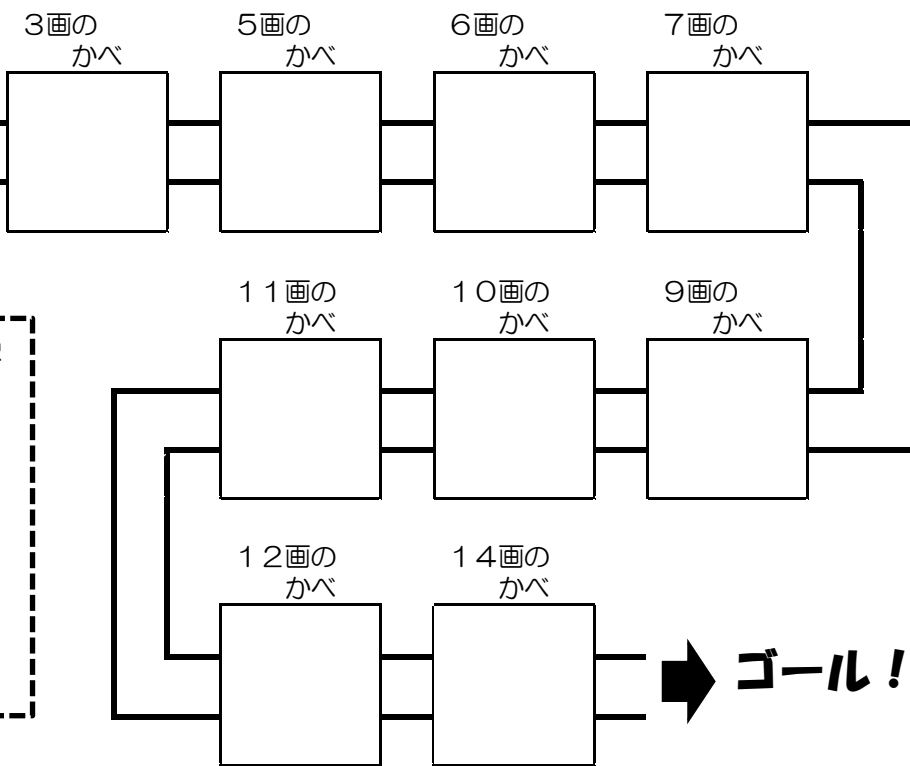 3画の
かべ
5画の
かべ
6画の
かべ
7画の
かべ
11画の
かべ
10画の
かべ
9画の
かべ
12画の
かべ
14画の
かべ
ゴール!